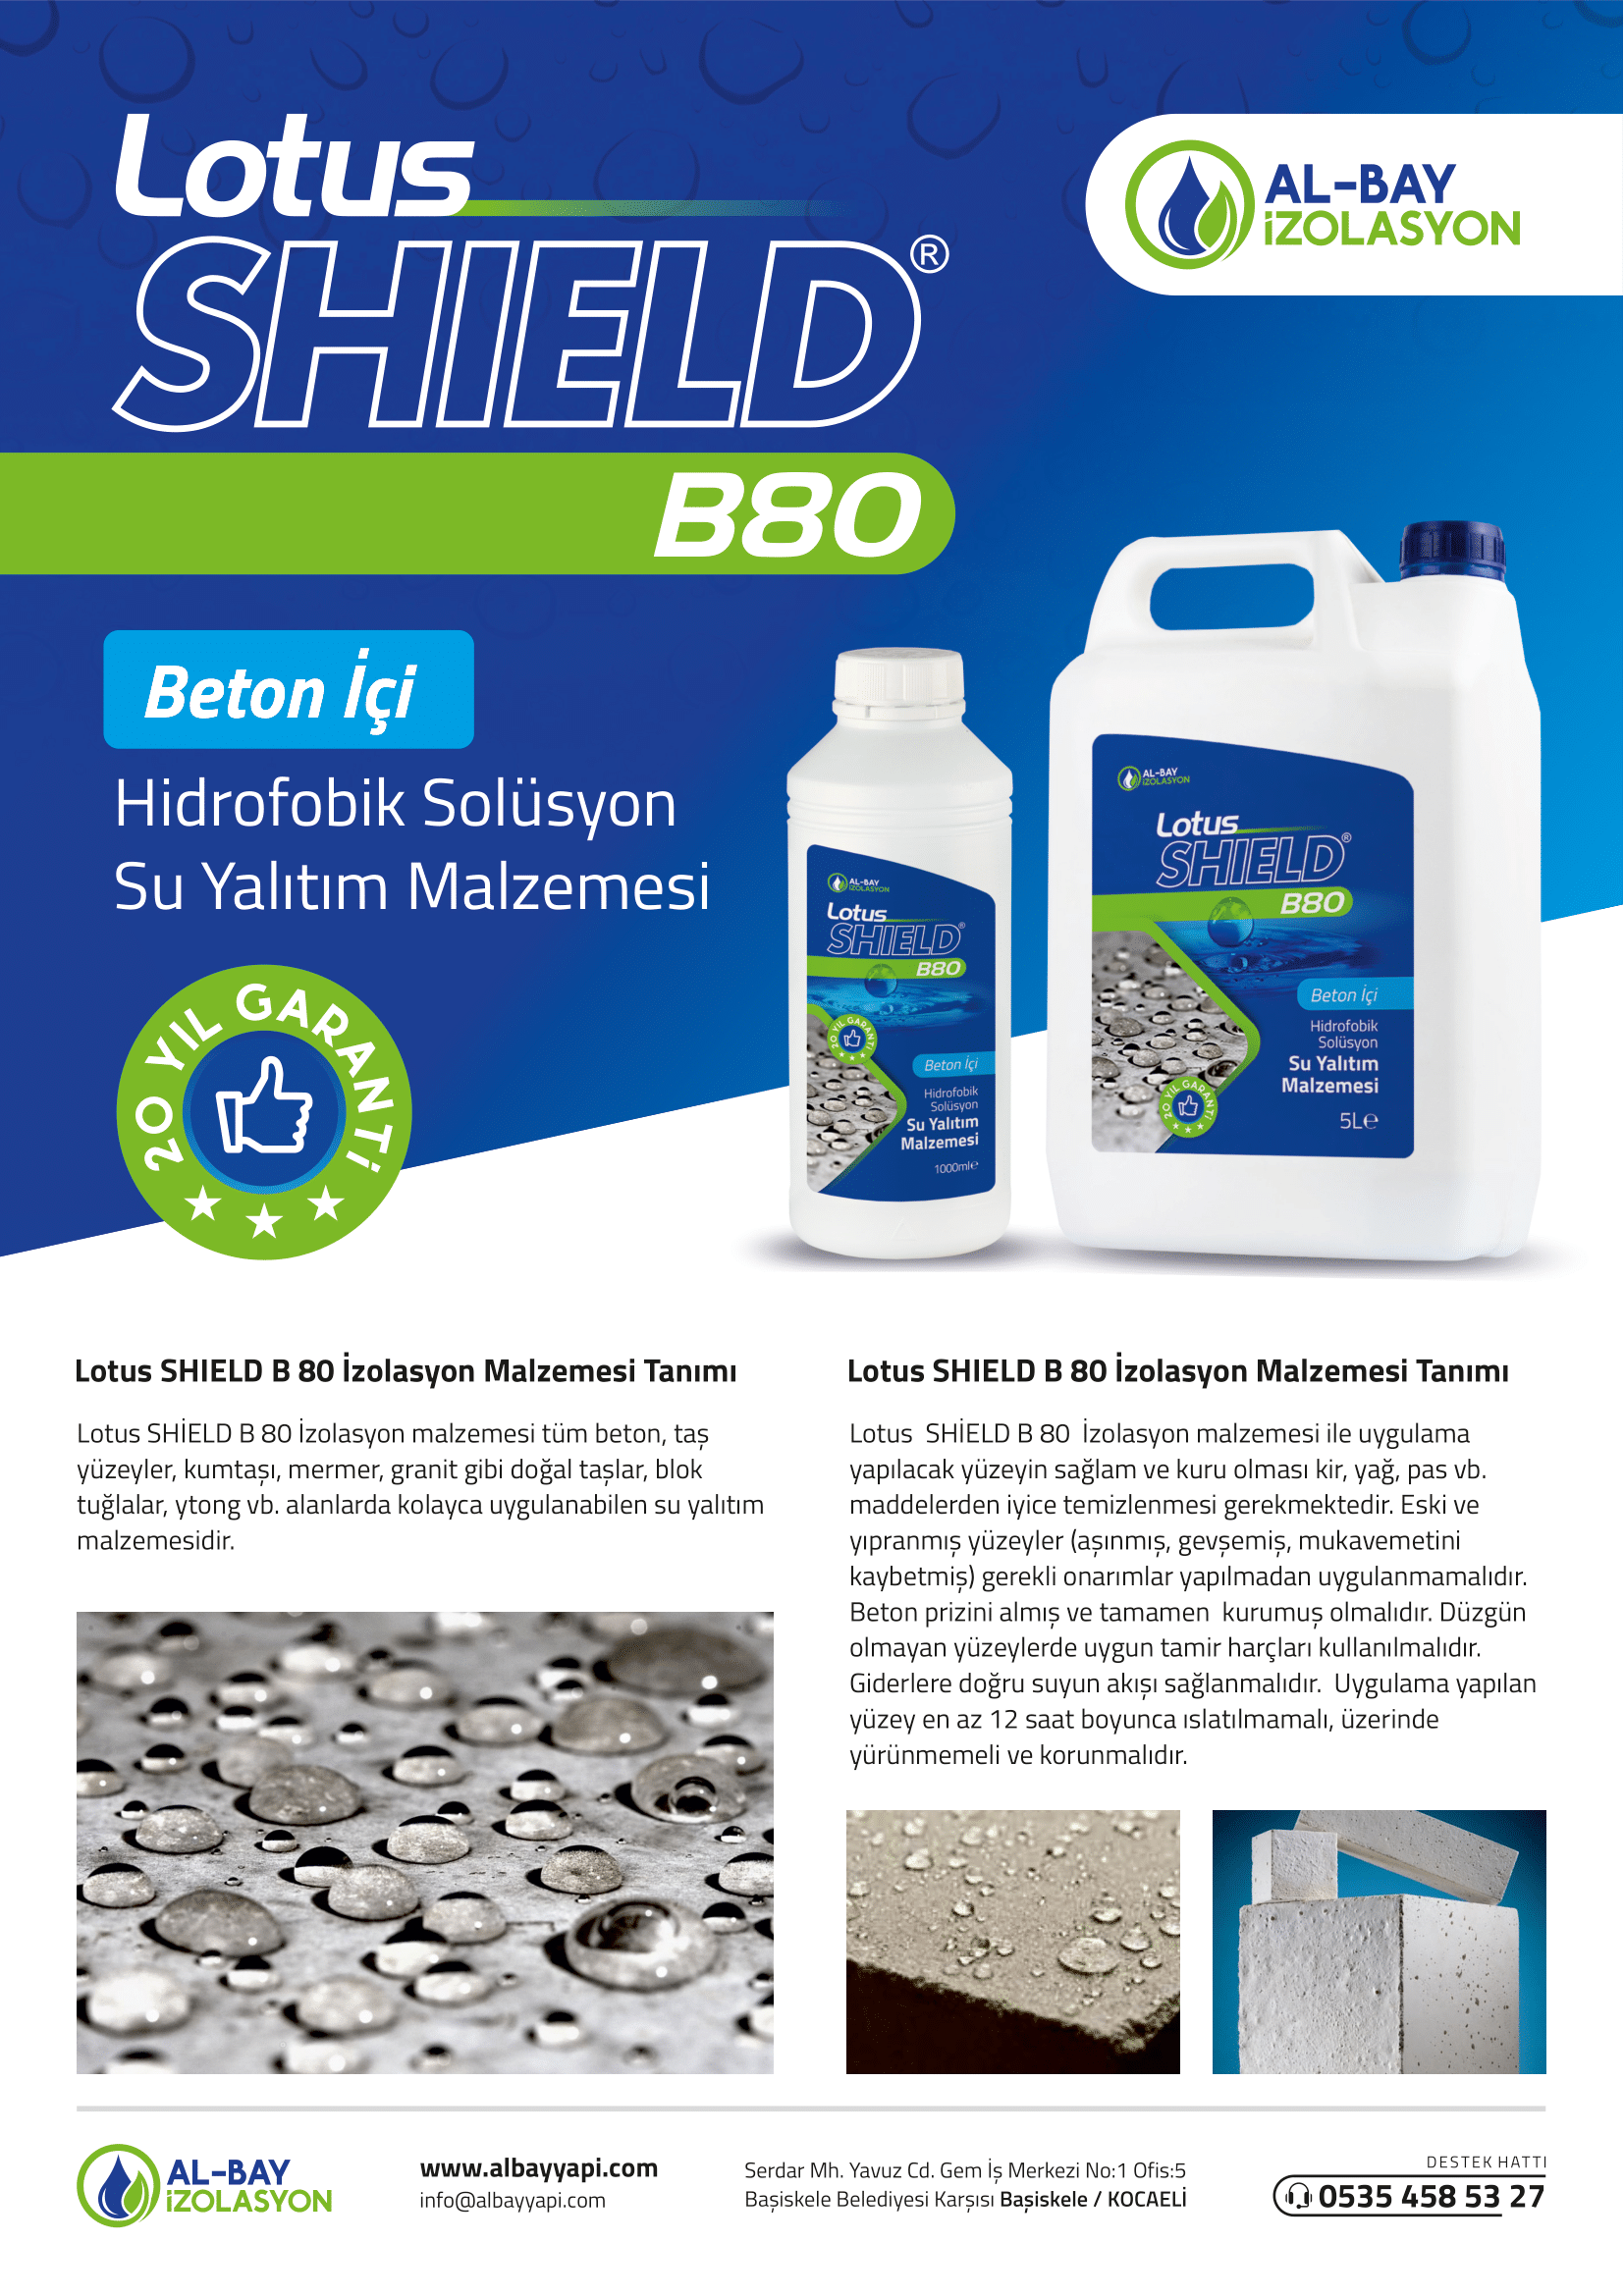 Lotus
SHIELD®
B80
AL-BAY
iZOLASYON
Beton İçi
Hidrofobik Solüsyon
Su Yalıtım Malzemesi
20 YIL GARANTİ
AL-BAY
İZOLASYON
Lotus
SHIELD®
B80
20 YIL GARANTİ
Beton İçi
Hidrofobik
Solüsyon
Su Yalıtım
Malzemesi
1000ml℮
AL-BAY
İZOLASYON
Lotus
SHIELD®
B80
Beton İçi
Hidrofobik
Solüsyon
Su Yalıtım
Malzemesi
20 YIL GARANTİ
5L℮
Lotus SHIELD B 80 İzolasyon Malzemesi Tanımı
Lotus SHİELD B 80 İzolasyon malzemesi tüm beton, taş
yüzeyler, kumtaşı, mermer, granit gibi doğal taşlar, blok
tuğlalar, ytong vb. alanlarda kolayca uygulanabilen su yalıtım
malzemesidir.
Lotus SHIELD B 80 İzolasyon Malzemesi Tanımı
Lotus  SHİELD B 80  İzolasyon malzemesi ile uygulama
yapılacak yüzeyin sağlam ve kuru olması kir, yağ, pas vb.
maddelerden iyice temizlenmesi gerekmektedir. Eski ve
yıpranmış yüzeyler (aşınmış, gevşemiş, mukavemetini
kaybetmiş) gerekli onarımlar yapılmadan uygulanmamalıdır.
Beton prizini almış ve tamamen  kurumuş olmalıdır. Düzgün
olmayan yüzeylerde uygun tamir harçları kullanılmalıdır.
Giderlere doğru suyun akışı sağlanmalıdır.  Uygulama yapılan
yüzey en az 12 saat boyunca ıslatılmamalı, üzerinde
yürünmemeli ve korunmalıdır.
AL-BAY
iZOLASYON
www.albayyapi.com
info@albayyapi.com
Serdar Mh. Yavuz Cd. Gem İş Merkezi No:1 Ofis:5
Başiskele Belediyesi Karşısı Başiskele / KOCAELİ
DESTEK HATTI
0535 458 53 27